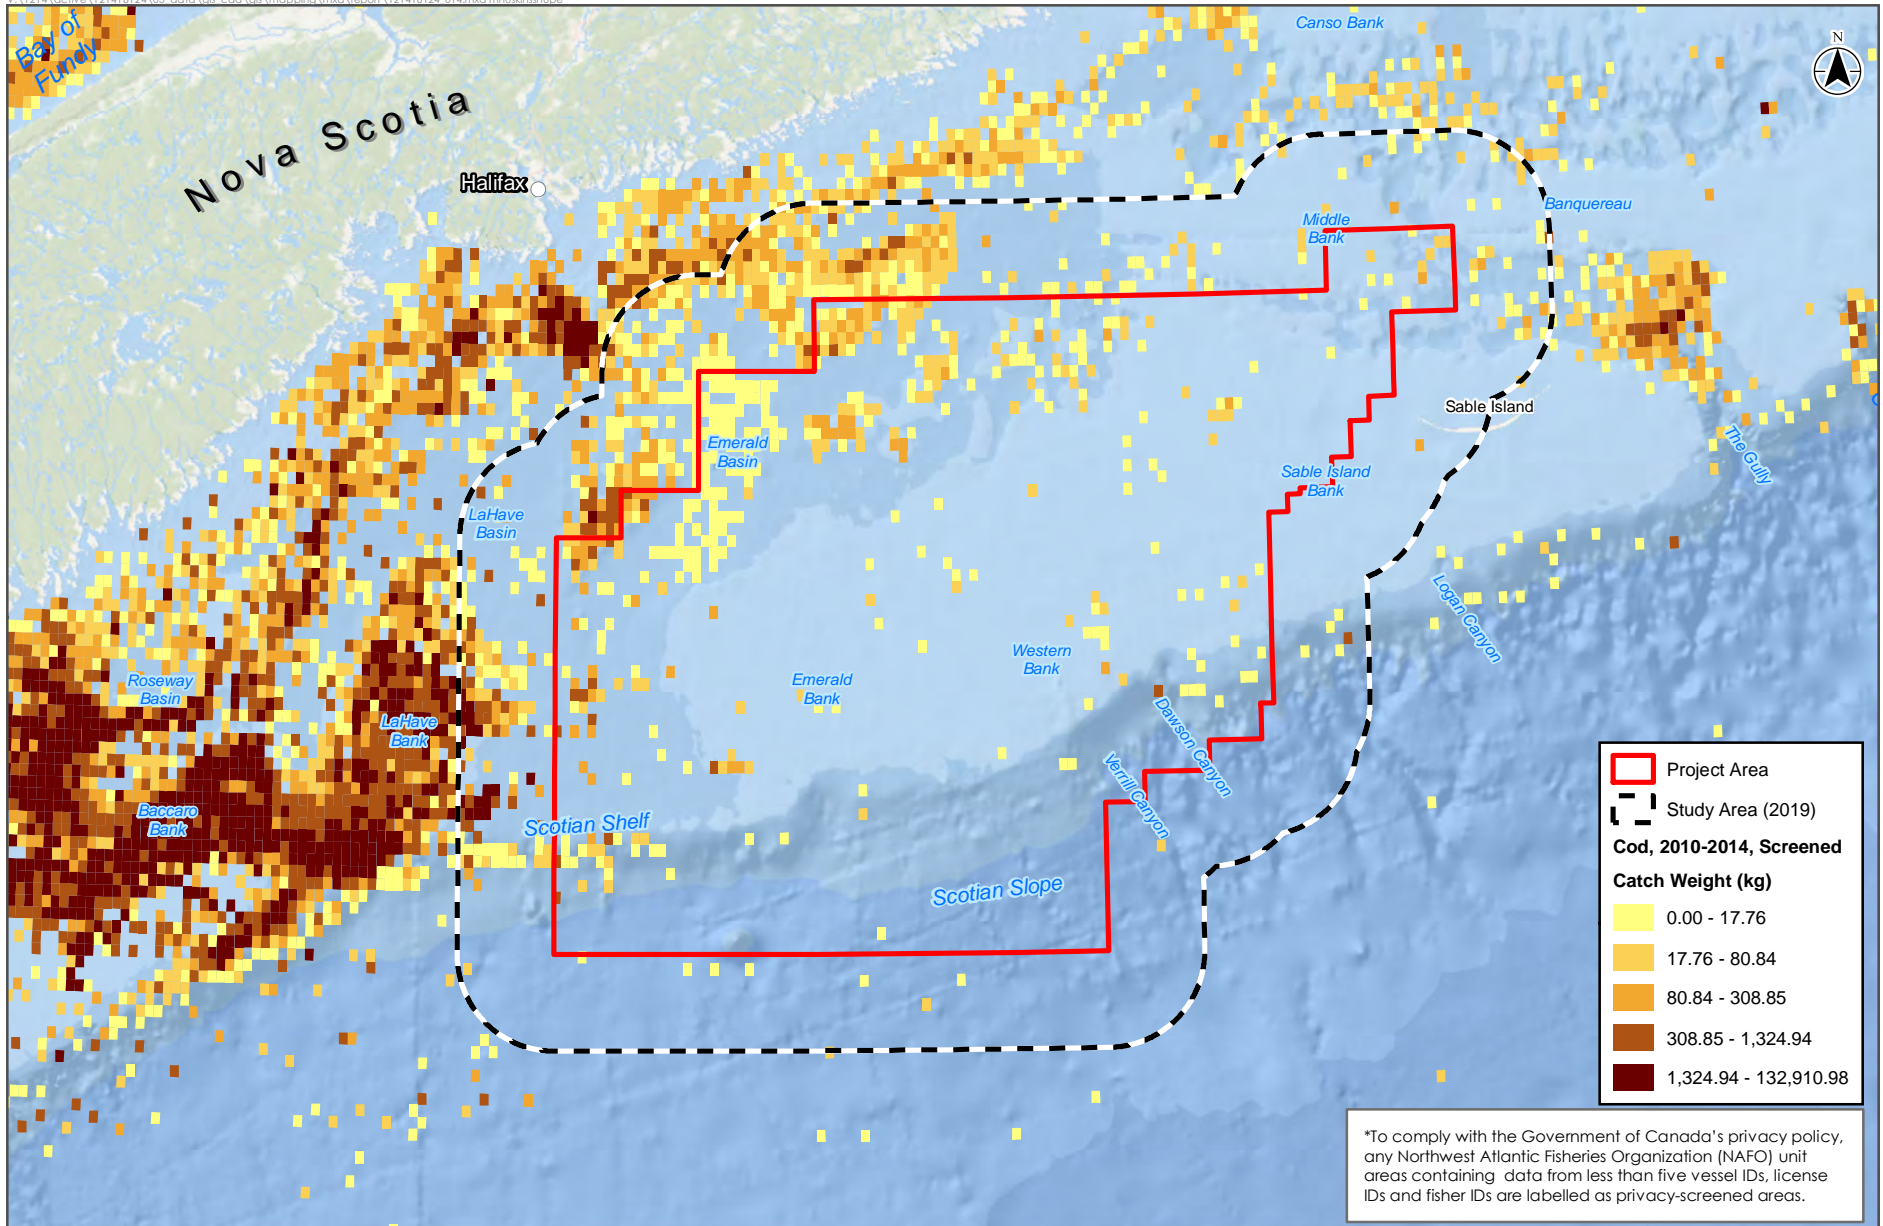 Canso Bank
N
Bay of
Fundy
Nova Scotia
Halifax
Middle
Bank
Banquereau
Sable Island
Emerald
Basin
The Gully
Sable Island
Bank
LaHave
Basin
Logan Canyon
Western
Bank
Roseway
Basin
Emerald
Bank
LaHave
Bank
Dawson Canyon
Verrill Canyon
Baccaro
Bank
Scotian Shelf
Scotian Slope
Project Area
Study Area (2019)
Cod, 2010-2014, Screened
Catch Weight (kg)
0.00 - 17.76
17.76 - 80.84
80.84 - 308.85
308.85 - 1,324.94
1,324.94 - 132,910.98
*To comply with the Government of Canada's privacy policy,
any Northwest Atlantic Fisheries Organization (NAFO) unit
areas containing data from less than five vessel IDs, license
IDs and fisher IDs are labelled as privacy-screened areas.